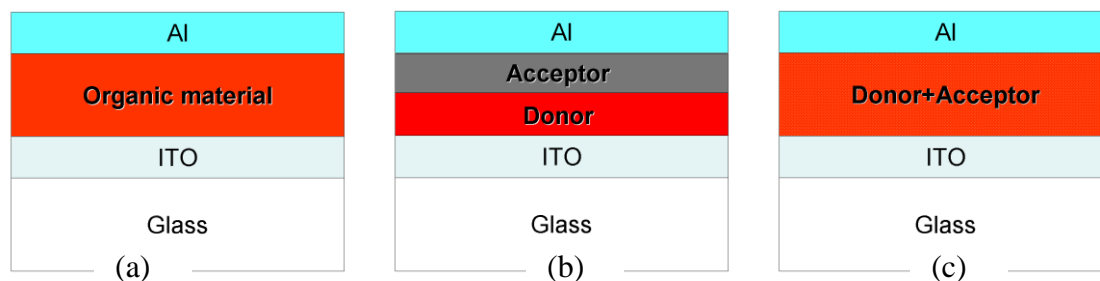 Al
Organic material
ITO
Glass
(a)
Al
Acceptor
Donor
ITO
Glass
(b)
Al
Donor+Acceptor
ITO
Glass
(c)